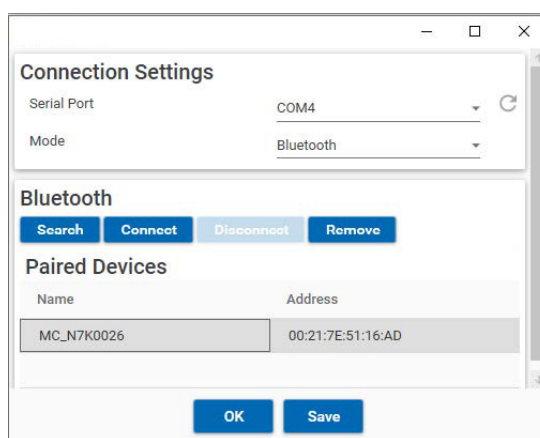 Connection Settings
Serial Port COM4
Mode Bluetooth
Bluetooth
Search Connect Disconnect Remove
Paired Devices
Name Address
MC_N7K0026 00:21:7E:51:16:AD
OK Save